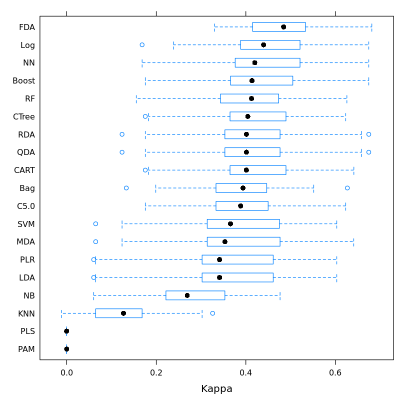 FDA
Log
NN
Boost
RF
CTree
RDA
QDA
CART
Bag
C5.0
SVM
MDA
PLR
LDA
NB
KNN
PLS
PAM
0.0 0.2 0.4 0.6
Kappa